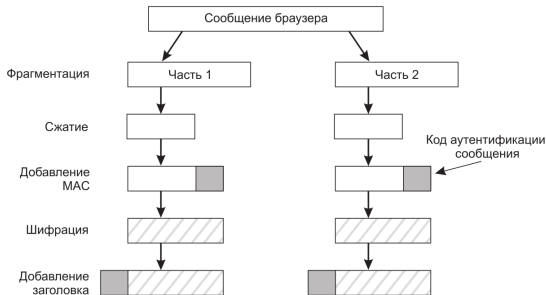 Сообщение браузера
Фрагментация
Часть 1
Часть 2
Сжатие
Код аутентификации
сообщения
Добавление
MAC
Шифрация
Добавление
заголовка